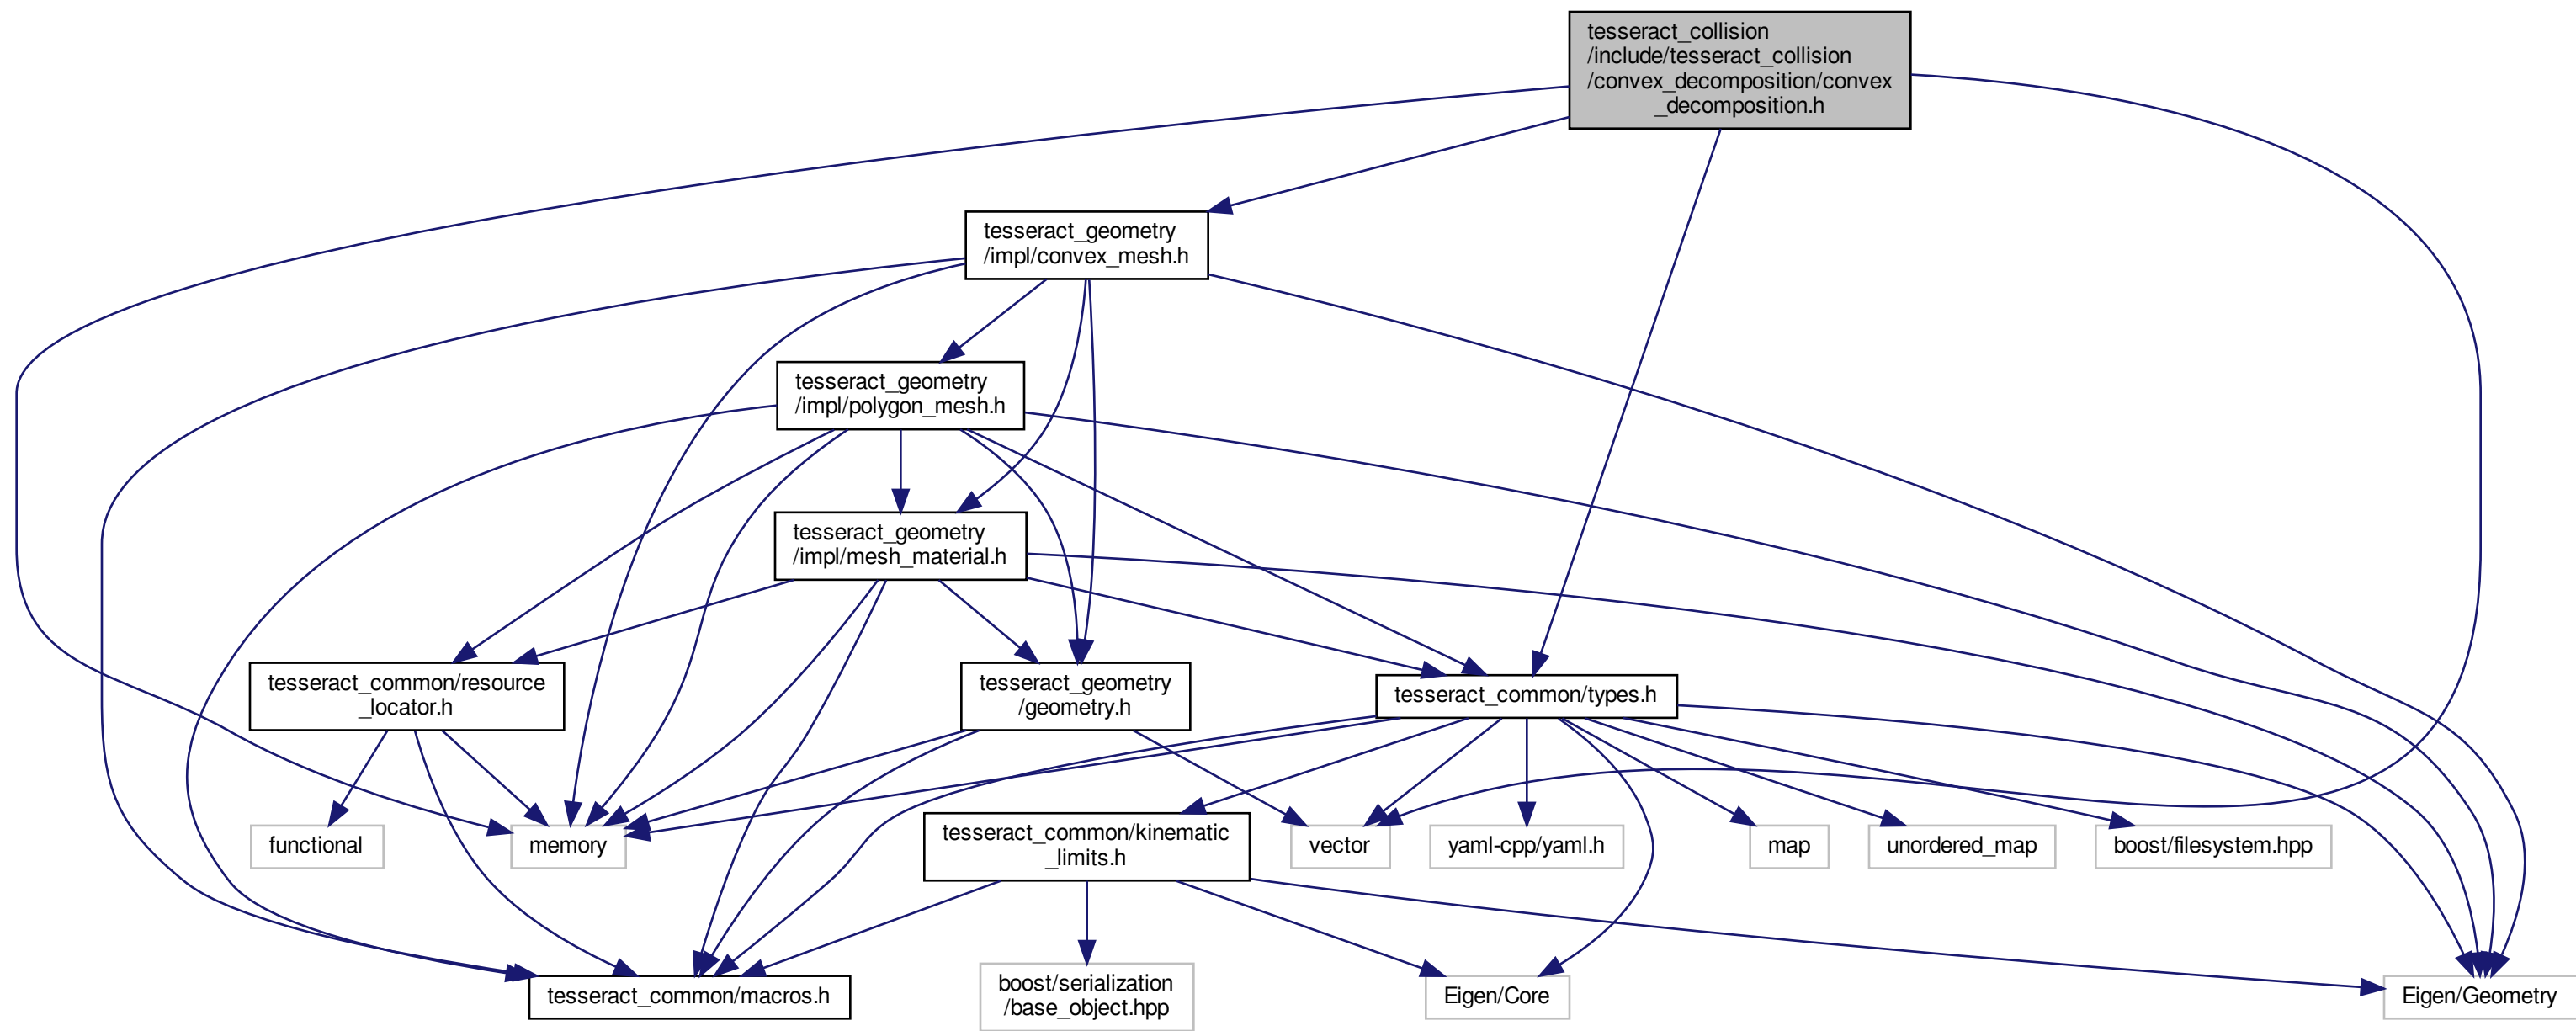 tesseract_collision
/include/tesseract_collision
/convex_decomposition/convex
_decomposition.h
tesseract_geometry
/impl/convex_mesh.h
tesseract_geometry
/impl/polygon_mesh.h
tesseract_geometry
/impl/mesh_material.h
tesseract_common/resource
_locator.h
tesseract_geometry
/geometry.h
tesseract_common/types.h
functional
memory
tesseract_common/kinematic
_limits.h
vector
yaml-cpp/yaml.h
map
unordered_map
boost/filesystem.hpp
tesseract_common/macros.h
boost/serialization
/base_object.hpp
Eigen/Core
Eigen/Geometry